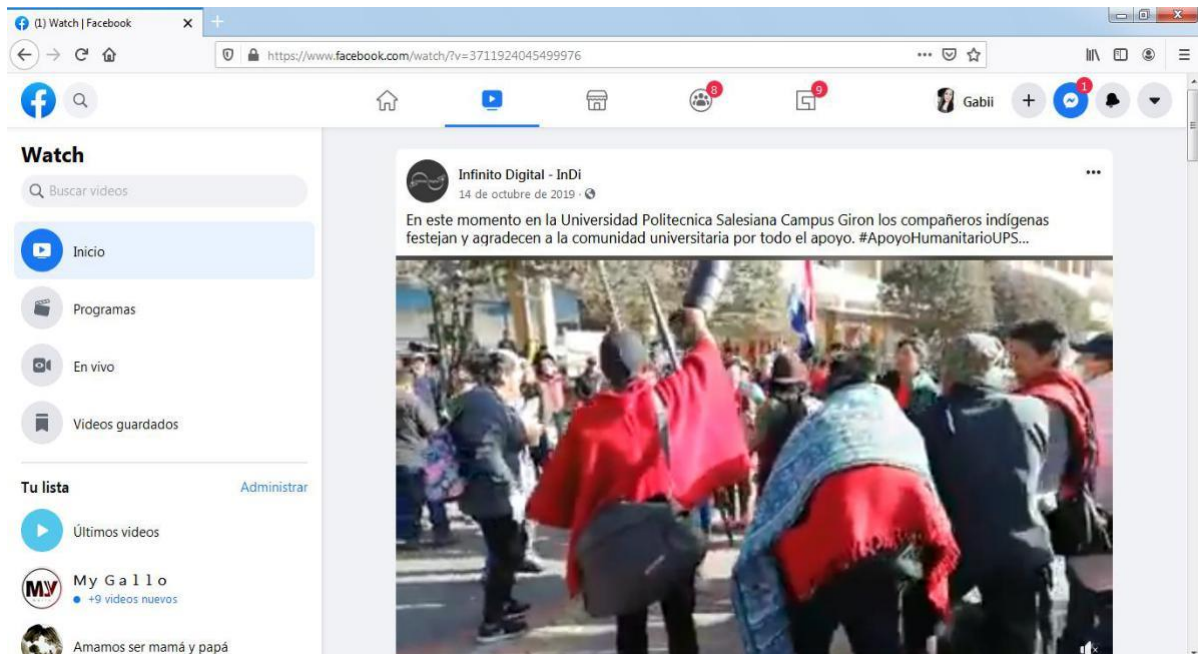 (1) Watch | Facebook
https://www.facebook.com/watch/?v=3711924045499976
8
9
Gabii
1
Watch
Buscar videos
Inicio
Programas
En vivo
Videos guardados
Tu lista
Administrar
Últimos videos
MY
My Gallo
+9 videos nuevos
Amamos ser mamá y papá
Infinito Digital - InDi
14 de octubre de 2019 ·
En este momento en la Universidad Politecnica Salesiana Campus Giron los compañeros indígenas
festejan y agradecen a la comunidad universitaria por todo el apoyo. #ApoyoHumanitarioUPS...